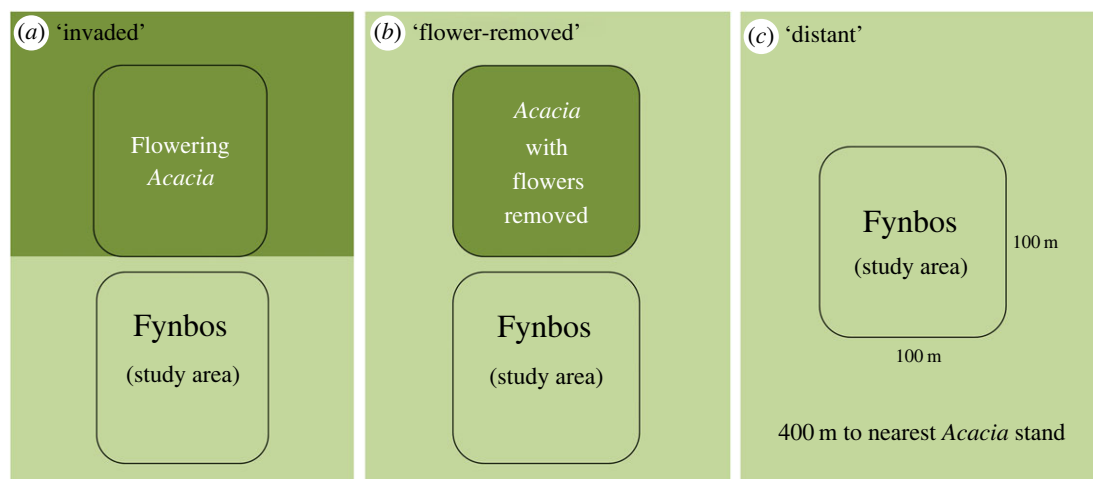 (a) ‘invaded’
Flowering
Acacia
Fynbos
(study area)
(b) ‘flower-removed’
Acacia
with
flowers
removed
Fynbos
(study area)
(c) ‘distant’
Fynbos
(study area)
100 m
100 m
400 m to nearest Acacia stand